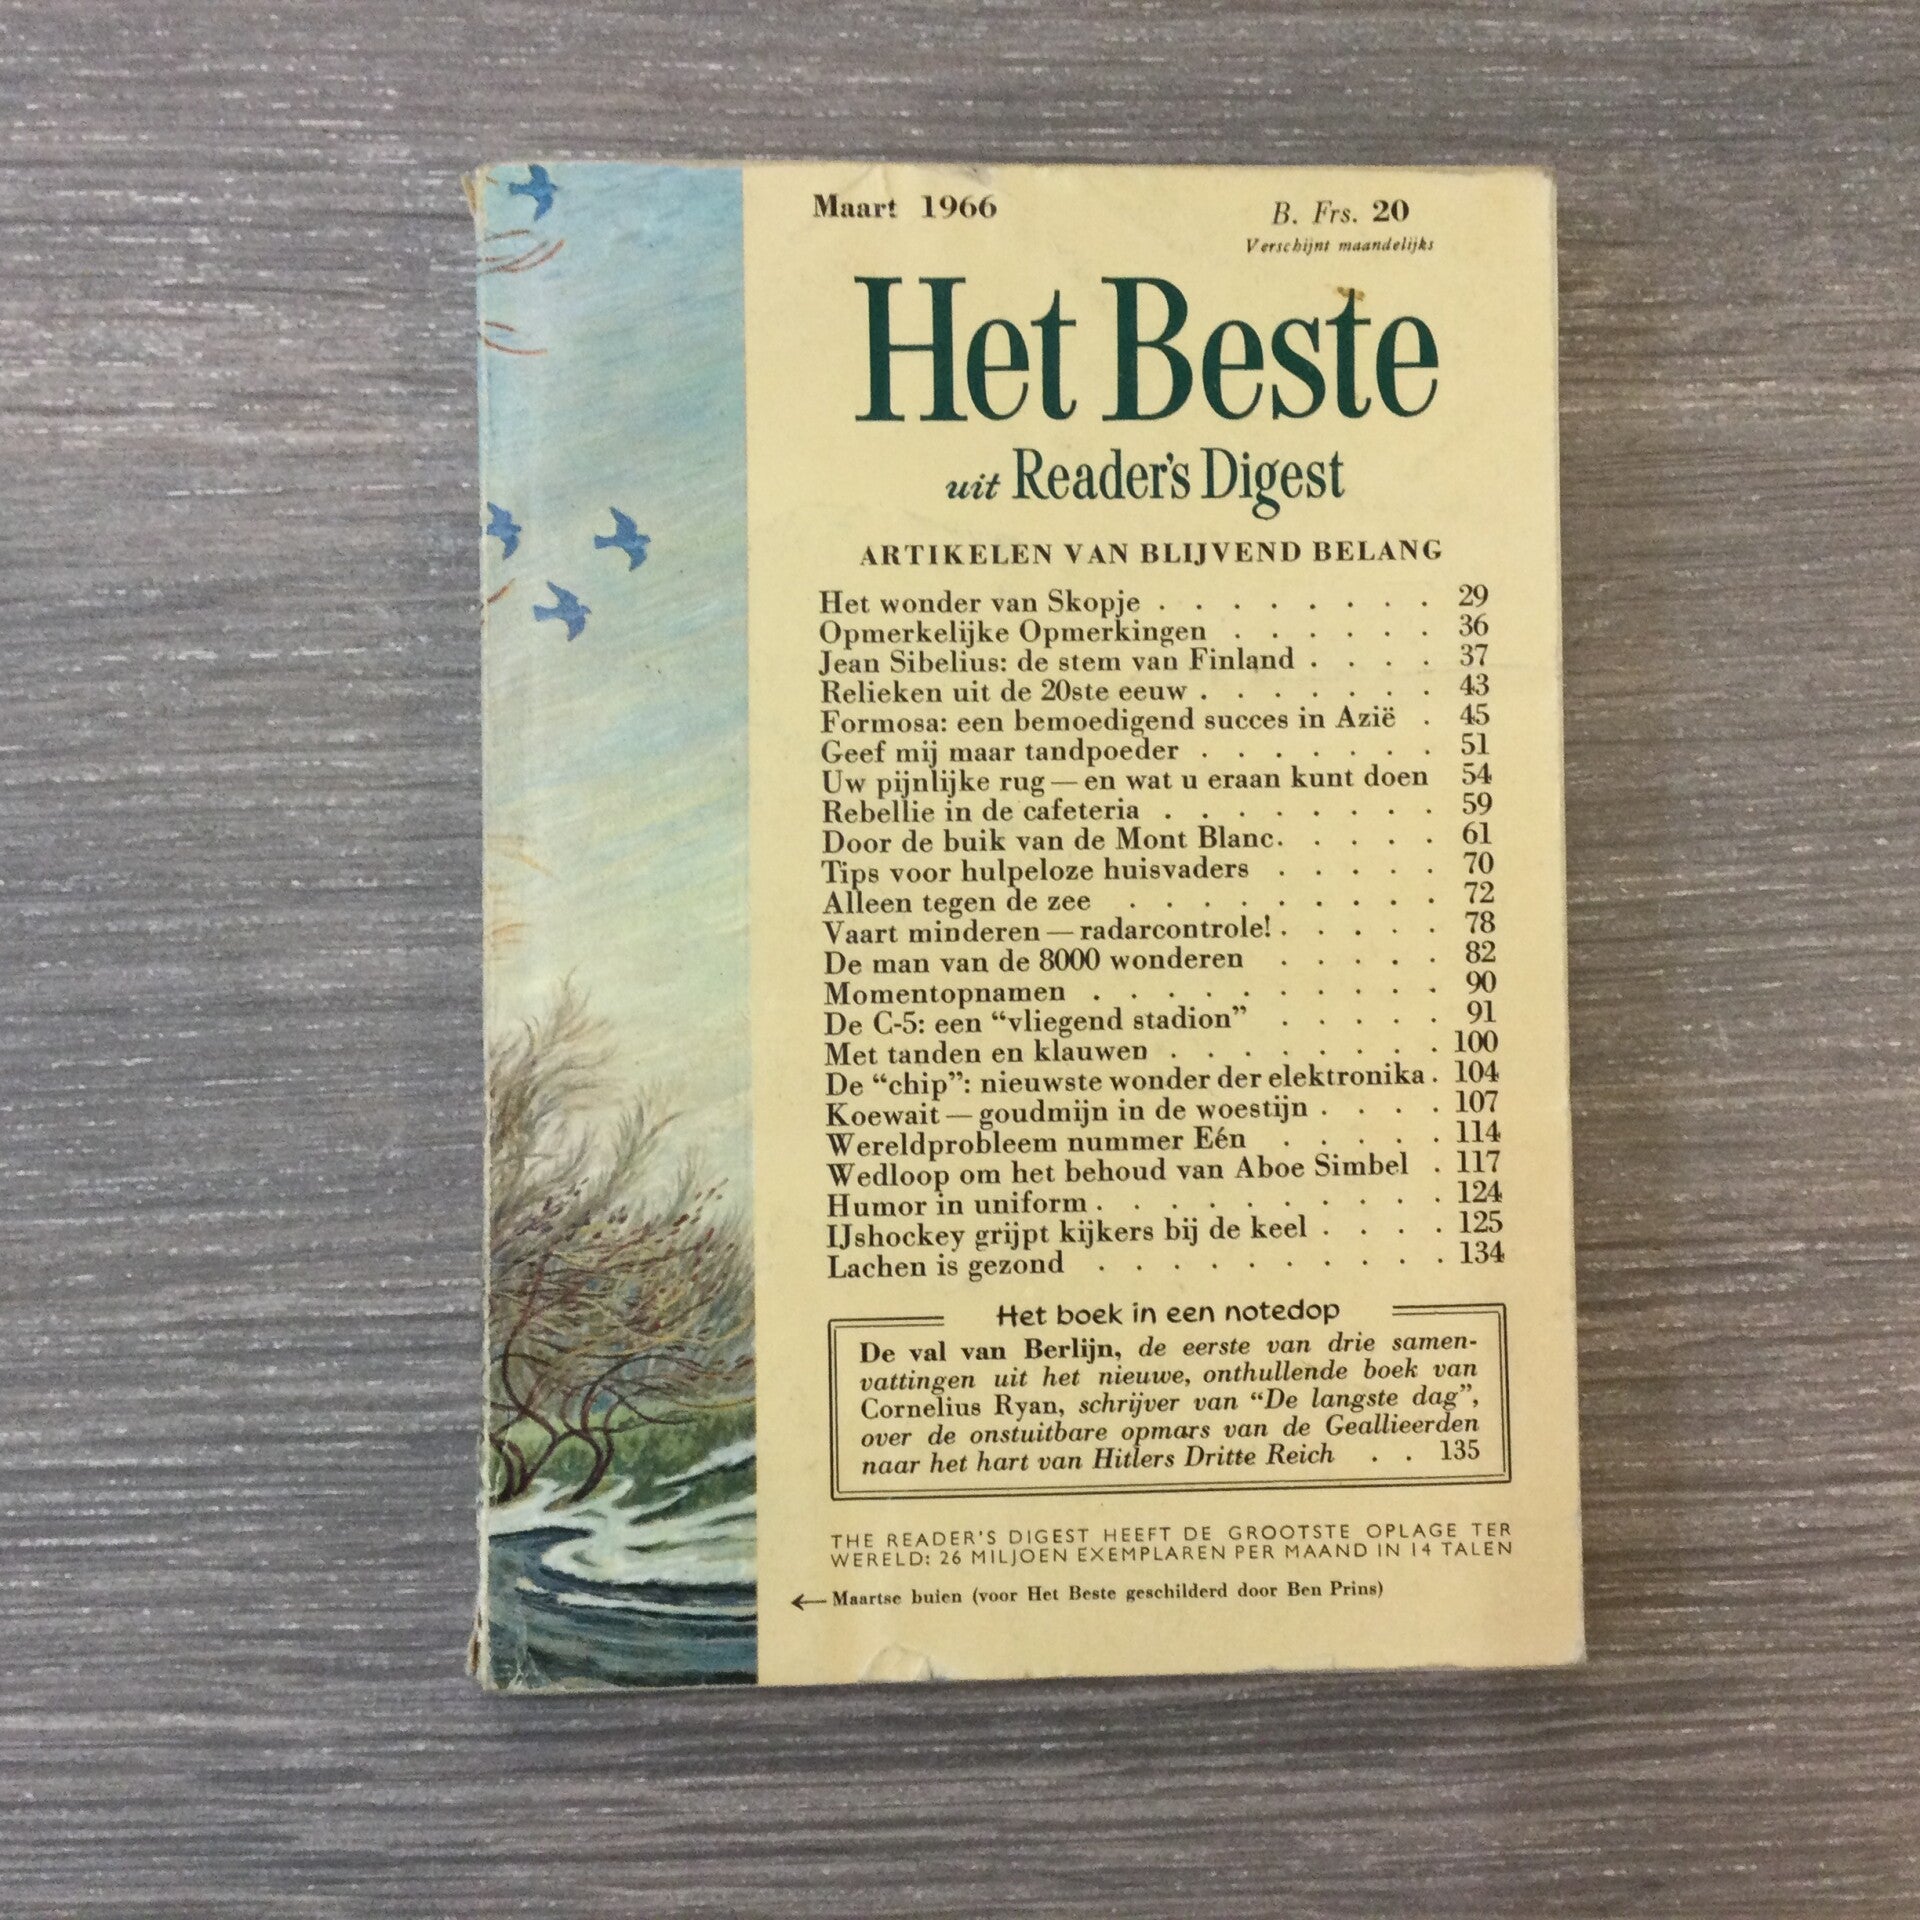 Maart 1966
B. Frs. 20
Verschijnt maandelijks
Het Beste
uit Reader's Digest
ARTIKELEN VAN BLIJVEND BELANG
Het wonder van Skopje . . . . . . . . 29
Opmerkelijke Opmerkingen . . . . . . 36
Jean Sibelius: de stem van Finland . . . . 37
Relieken uit de 20ste eeuw . . . . . . . 43
Formosa: een bemoedigend succes in Azië . 45
Geef mij maar tandpoeder . . . . . . . 51
Uw pijnlijke rug — en wat u eraan kunt doen 54
Rebellie in de cafeteria . . . . . . . . 59
Door de buik van de Mont Blanc. . . . . 61
Tips voor hulpeloze huisvaders . . . . . 70
Alleen tegen de zee . . . . . . . . . 72
Vaart minderen — radarcontrole! . . . . . 78
De man van de 8000 wonderen . . . . . 82
Momentopnamen . . . . . . . . . . 90
De C-5: een “vliegend stadion” . . . . . 91
Met tanden en klauwen . . . . . . . . 100
De “chip”: nieuwste wonder der elektronika . 104
Koewait — goudmijn in de woestijn . . . . 107
Wereldprobleem nummer Eén . . . . . 114
Wedloop om het behoud van Aboe Simbel . 117
Humor in uniform . . . . . . . . . . 124
IJshockey grijpt kijkers bij de keel . . . . 125
Lachen is gezond . . . . . . . . . . 134
Het boek in een notedop
De val van Berlijn, de eerste van drie samen-
vattingen uit het nieuwe, onthullende boek van
Cornelius Ryan, schrijver van “De langste dag”,
over de onstuitbare opmars van de Geallieerden
naar het hart van Hitlers Dritte Reich . . 135
THE READER'S DIGEST HEEFT DE GROOTSTE OPLAGE TER
WERELD: 26 MILJOEN EXEMPLAREN PER MAAND IN 14 TALEN
← Maartse buien (voor Het Beste geschilderd door Ben Prins)